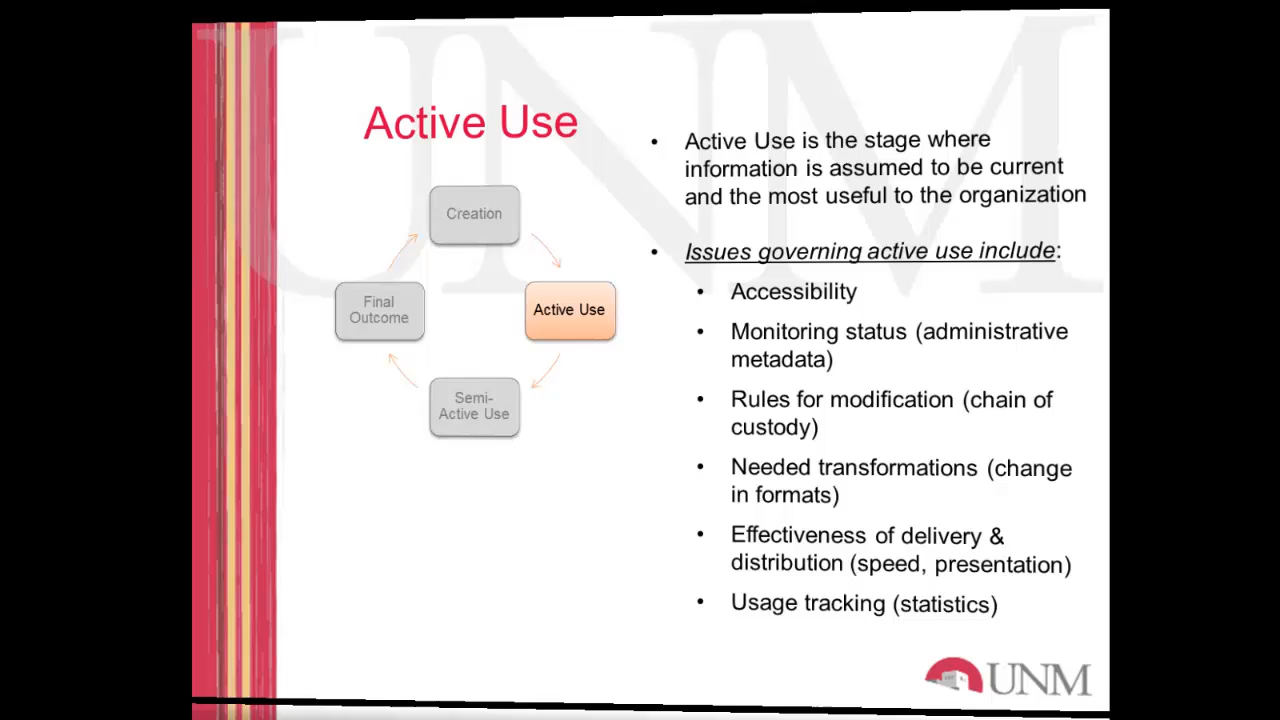 UNM
Active Use
Creation
Active Use
Semi-
Active Use
Final
Outcome
• Active Use is the stage where
information is assumed to be current
and the most useful to the organization
• Issues governing active use include:
• Accessibility
• Monitoring status (administrative
metadata)
• Rules for modification (chain of
custody)
• Needed transformations (change
in formats)
• Effectiveness of delivery &
distribution (speed, presentation)
• Usage tracking (statistics)
UNM